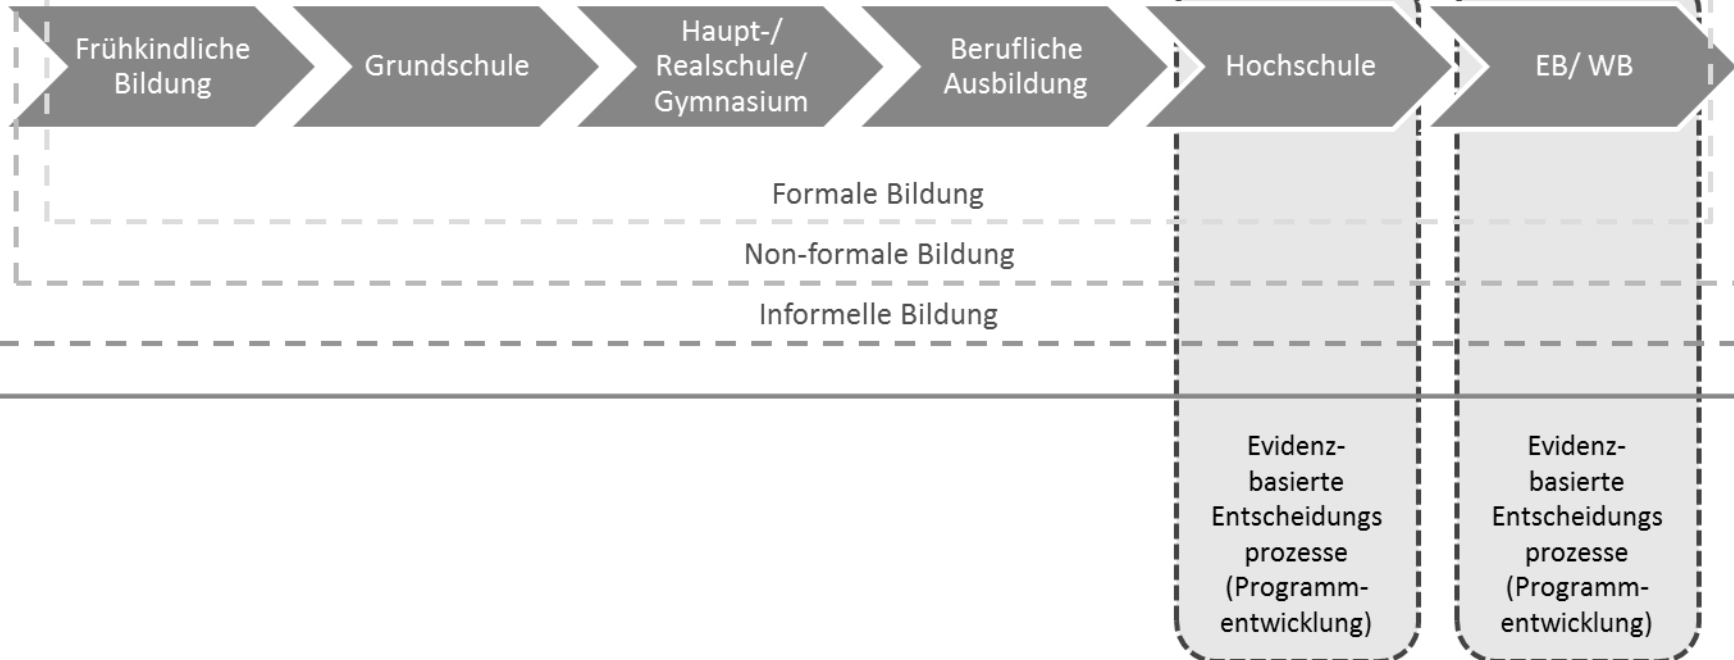 Frühkindliche
Bildung
Grundschule
Haupt-/
Realschule/
Gymnasium
Berufliche
Ausbildung
Hochschule
EB/ WB
Formale Bildung
Non-formale Bildung
Informelle Bildung
Evidenz-
basierte
Entscheidungs
prozesse
(Programm-
entwicklung)
Evidenz-
basierte
Entscheidungs
prozesse
(Programm-
entwicklung)